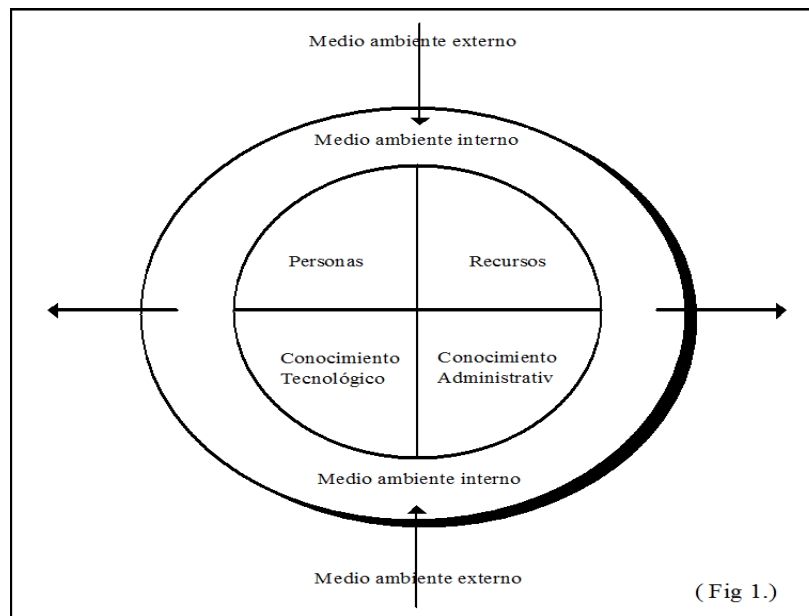 Medio ambiente externo
Medio ambiente interno
Personas
Recursos
Conocimiento
Tecnológico
Conocimiento
Administrativ
Medio ambiente interno
Medio ambiente externo
( Fig 1.)